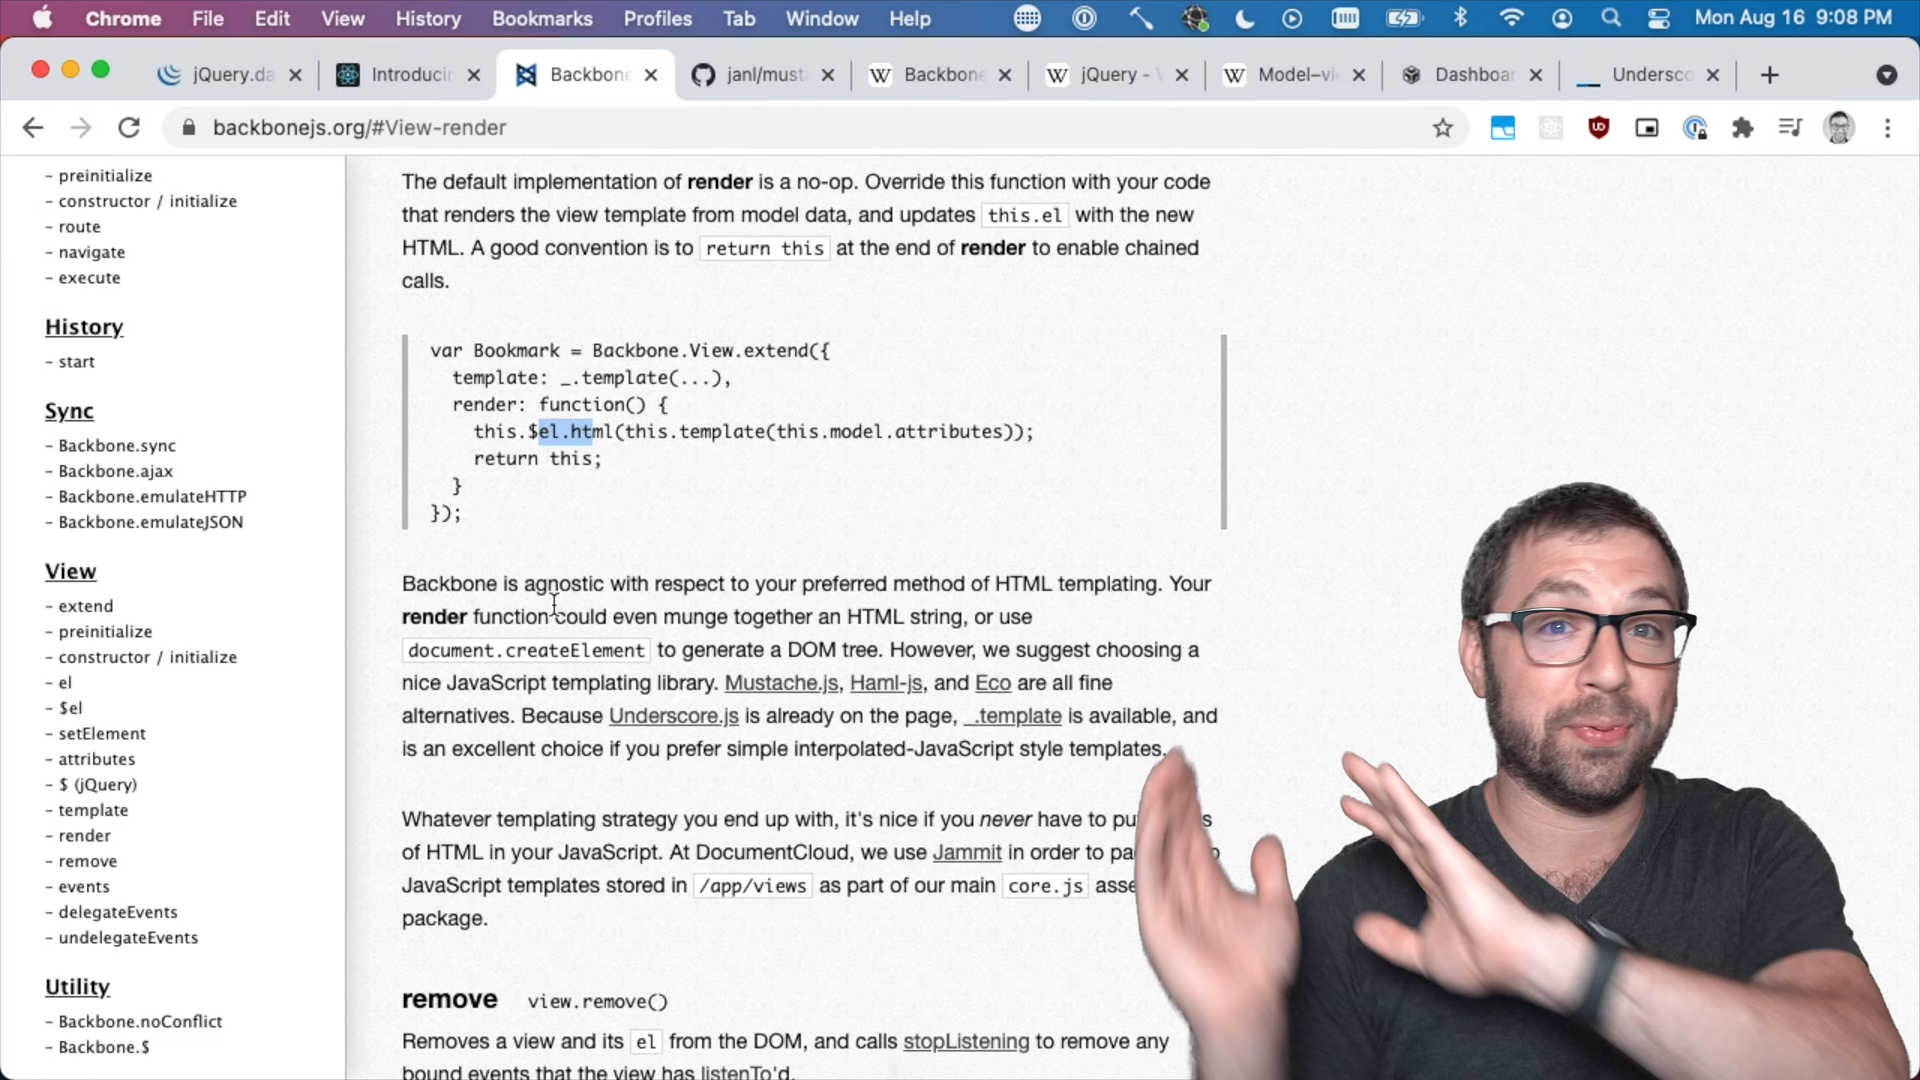 Chrome File Edit View History Bookmarks Profiles Tab Window Help Mon Aug 16 9:08 PM
jQuery.da Introducin Backbone janl/must Backbone jQuery - Model–vi Dashboar Undersco
backbonejs.org/#View-render
- preinitialize
- constructor / initialize
- route
- navigate
- execute
History
- start
Sync
- Backbone.sync
- Backbone.ajax
- Backbone.emulateHTTP
- Backbone.emulateJSON
View
- extend
- preinitialize
- constructor / initialize
- el
- $el
- setElement
- attributes
- $ (jQuery)
- template
- render
- remove
- events
- delegateEvents
- undelegateEvents
Utility
- Backbone.noConflict
- Backbone.$
The default implementation of render is a no-op. Override this function with your code
that renders the view template from model data, and updates this.el with the new
HTML. A good convention is to return this at the end of render to enable chained
calls.
var Bookmark = Backbone.View.extend({
template: _.template(...),
render: function() {
this.$el.html(this.template(this.model.attributes));
return this;
}
});
Backbone is agnostic with respect to your preferred method of HTML templating. Your
render function could even munge together an HTML string, or use
document.createElement to generate a DOM tree. However, we suggest choosing a
nice JavaScript templating library. Mustache.js, Haml-js, and Eco are all fine
alternatives. Because Underscore.js is already on the page, _.template is available, and
is an excellent choice if you prefer simple interpolated-JavaScript style templates.
Whatever templating strategy you end up with, it's nice if you never have to pu
of HTML in your JavaScript. At DocumentCloud, we use Jammit in order to pa
JavaScript templates stored in /app/views as part of our main core.js asse
package.
remove view.remove()
Removes a view and its el from the DOM, and calls stopListening to remove any
bound events that the view has listenTo'd.